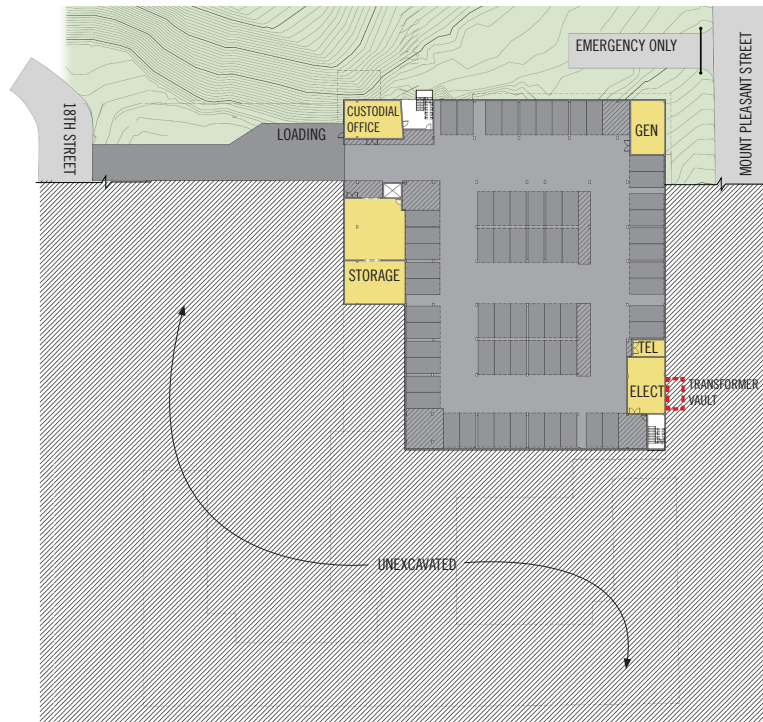 EMERGENCY ONLY
MOUNT PLEASANT STREET
18TH STREET
CUSTODIAL
OFFICE
LOADING
GEN
STORAGE
TEL
ELECT
TRANSFORMER
VAULT
UNEXCAVATED